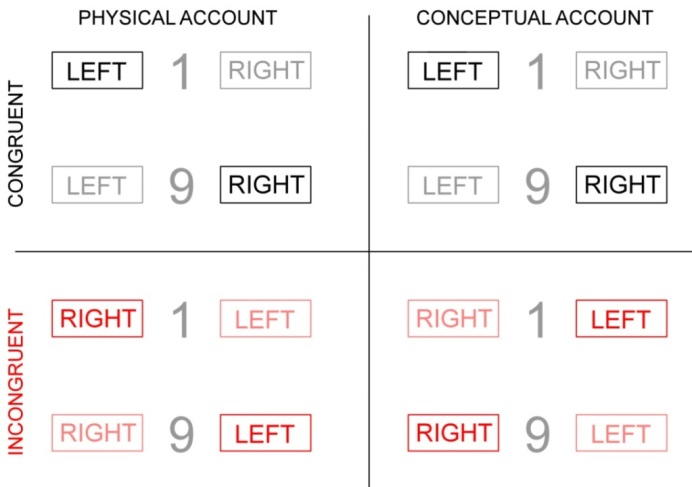 PHYSICAL ACCOUNT CONCEPTUAL ACCOUNT
CONGRUENT
LEFT 1 RIGHT LEFT 1 RIGHT
LEFT 9 RIGHT LEFT 9 RIGHT
INCONGRUENT
RIGHT 1 LEFT RIGHT 1 LEFT
RIGHT 9 LEFT RIGHT 9 LEFT